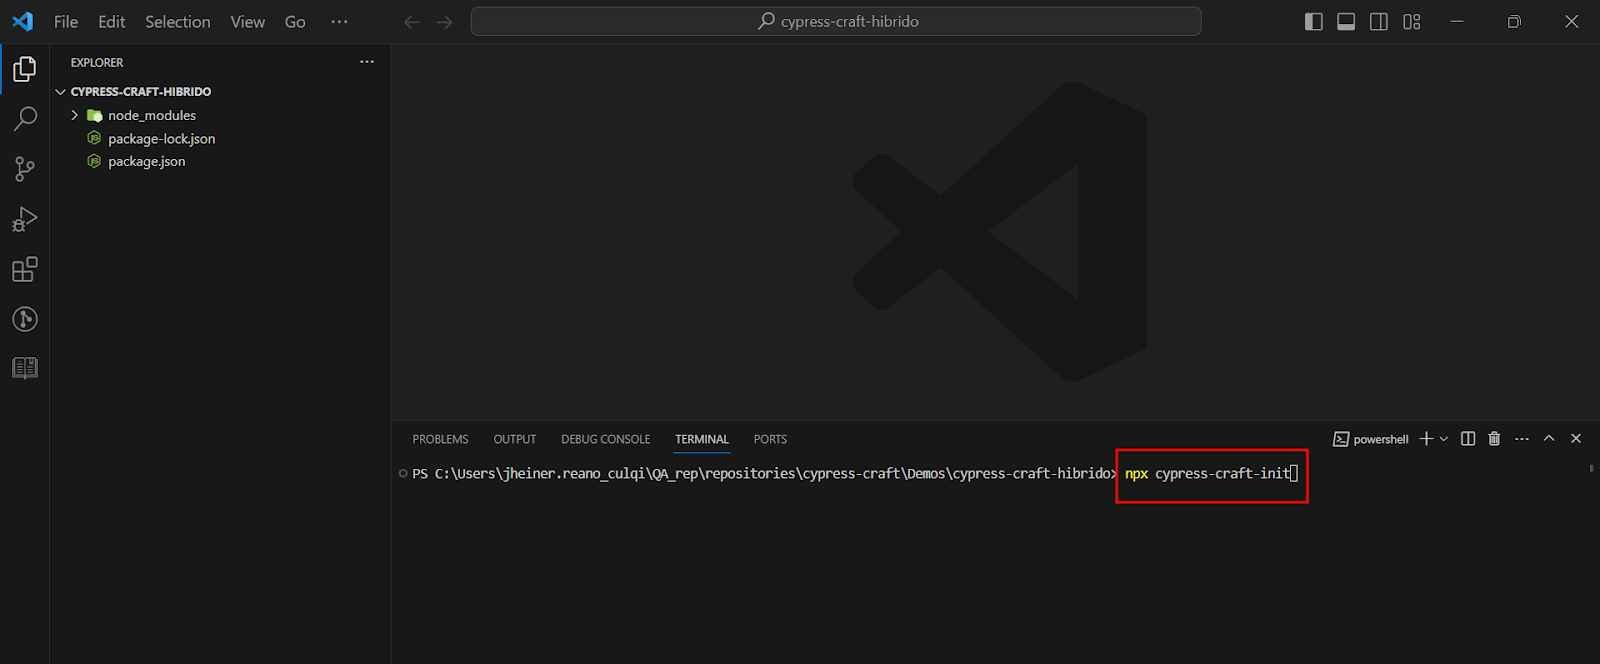 File Edit Selection View Go ···
cypress-craft-hibrido
EXPLORER ···
CYPRESS-CRAFT-HIBRIDO
node_modules
package-lock.json
package.json
PROBLEMS OUTPUT DEBUG CONSOLE TERMINAL PORTS
powershell
PS C:\Users\jheiner.reano_culqi\QA_rep\repositories\cypress-craft\Demos\cypress-craft-hibrido> npx cypress-craft-init